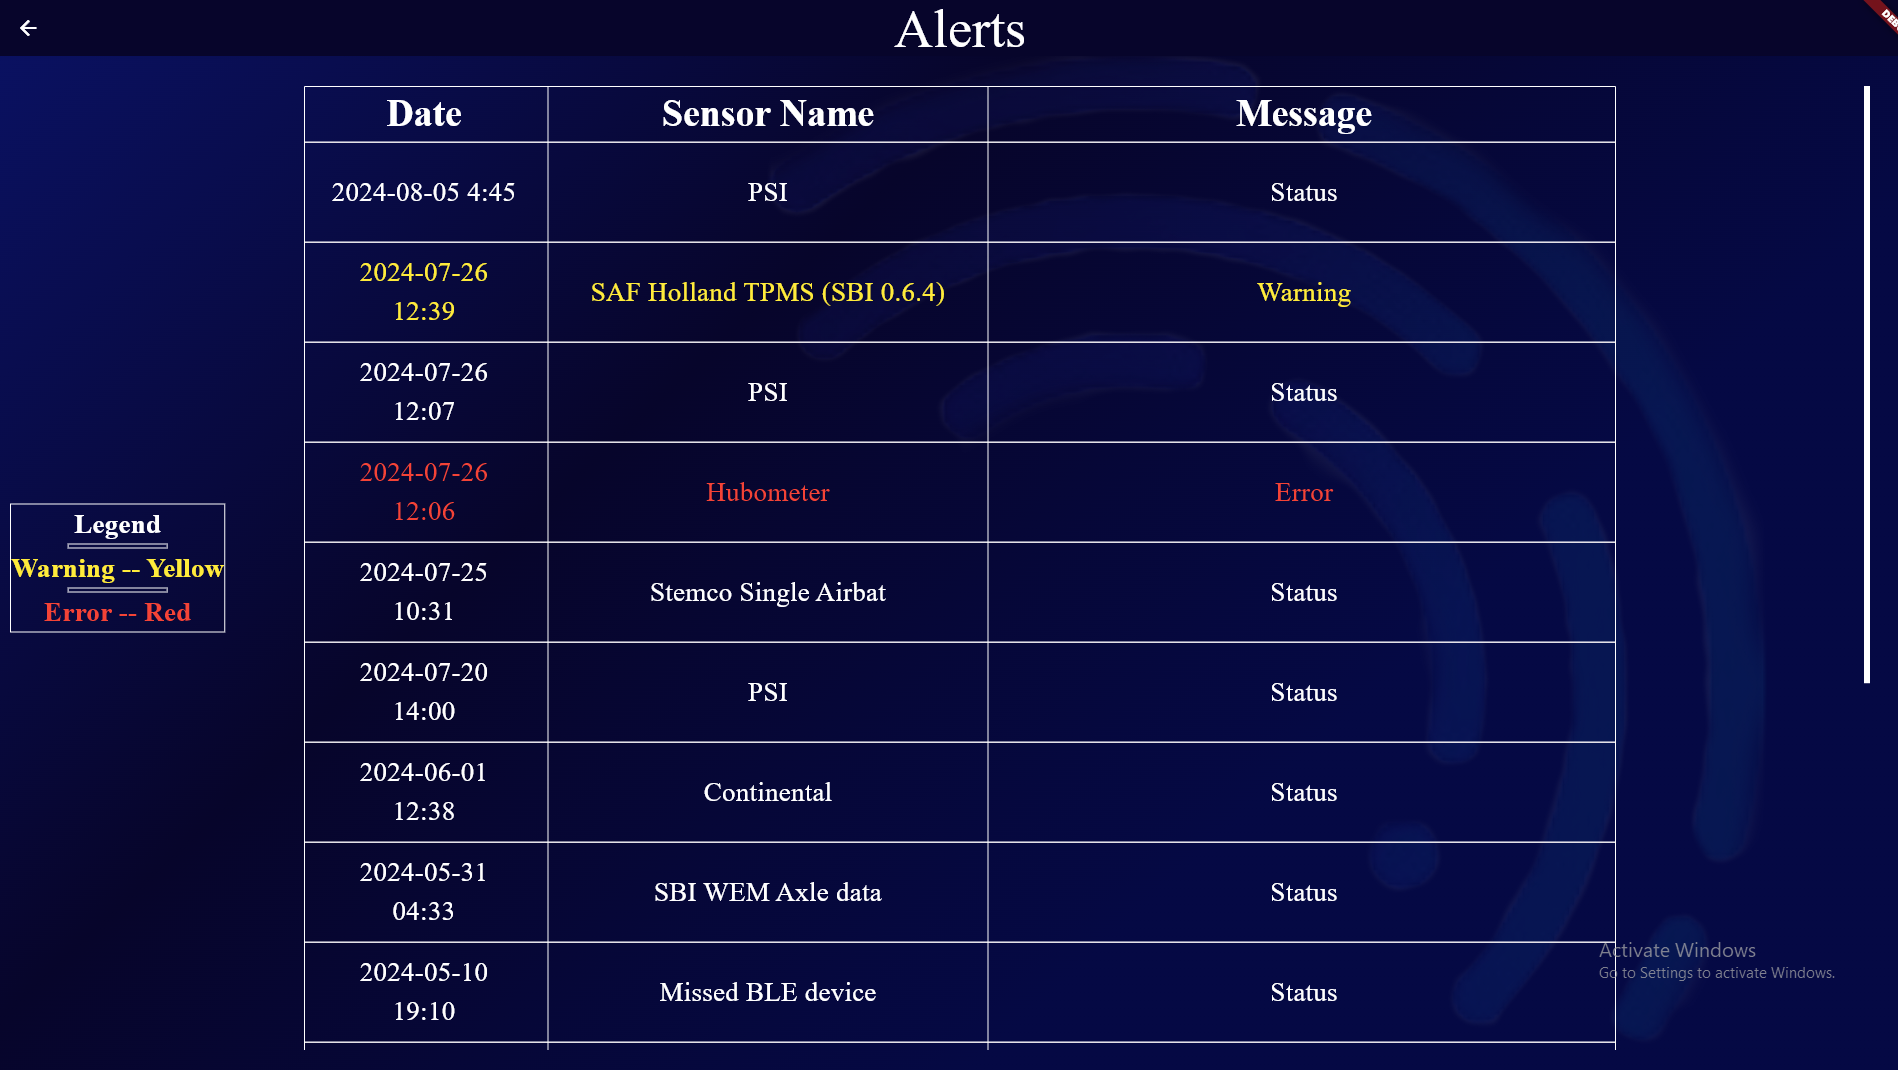 Alerts
Date Sensor Name Message
2024-08-05 4:45 PSI Status
2024-07-26
12:39 SAF Holland TPMS (SBI 0.6.4) Warning
2024-07-26
12:07 PSI Status
2024-07-26
12:06 Hubometer Error
2024-07-25
10:31 Stemco Single Airbat Status
2024-07-20
14:00 PSI Status
2024-06-01
12:38 Continental Status
2024-05-31
04:33 SBI WEM Axle data Status
2024-05-10
19:10 Missed BLE device Status
Legend
Warning -- Yellow
Error -- Red
Activate Windows
Go to Settings to activate Windows.